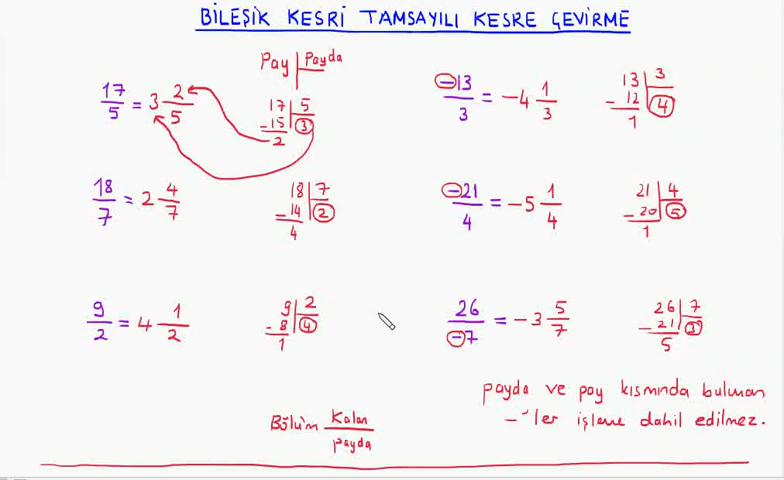 BİLEŞİK KESRİ TAMSAYILI KESRE ÇEVİRME
Pay | Payda
17/5 = 3 2/5
17 | 5
-15 | 3
2
-13/3 = -4 1/3
13 | 3
-12 | 4
1
18/7 = 2 4/7
18 | 7
-14 | 2
4
-21/4 = -5 1/4
21 | 4
-20 | 5
1
9/2 = 4 1/2
9 | 2
-8 | 4
1
26/-7 = -3 5/7
26 | 7
-21 | 3
5
Bölüm Kalan/Payda
payda ve pay kısmında bulunan
-'ler işleme dahil edilmez.